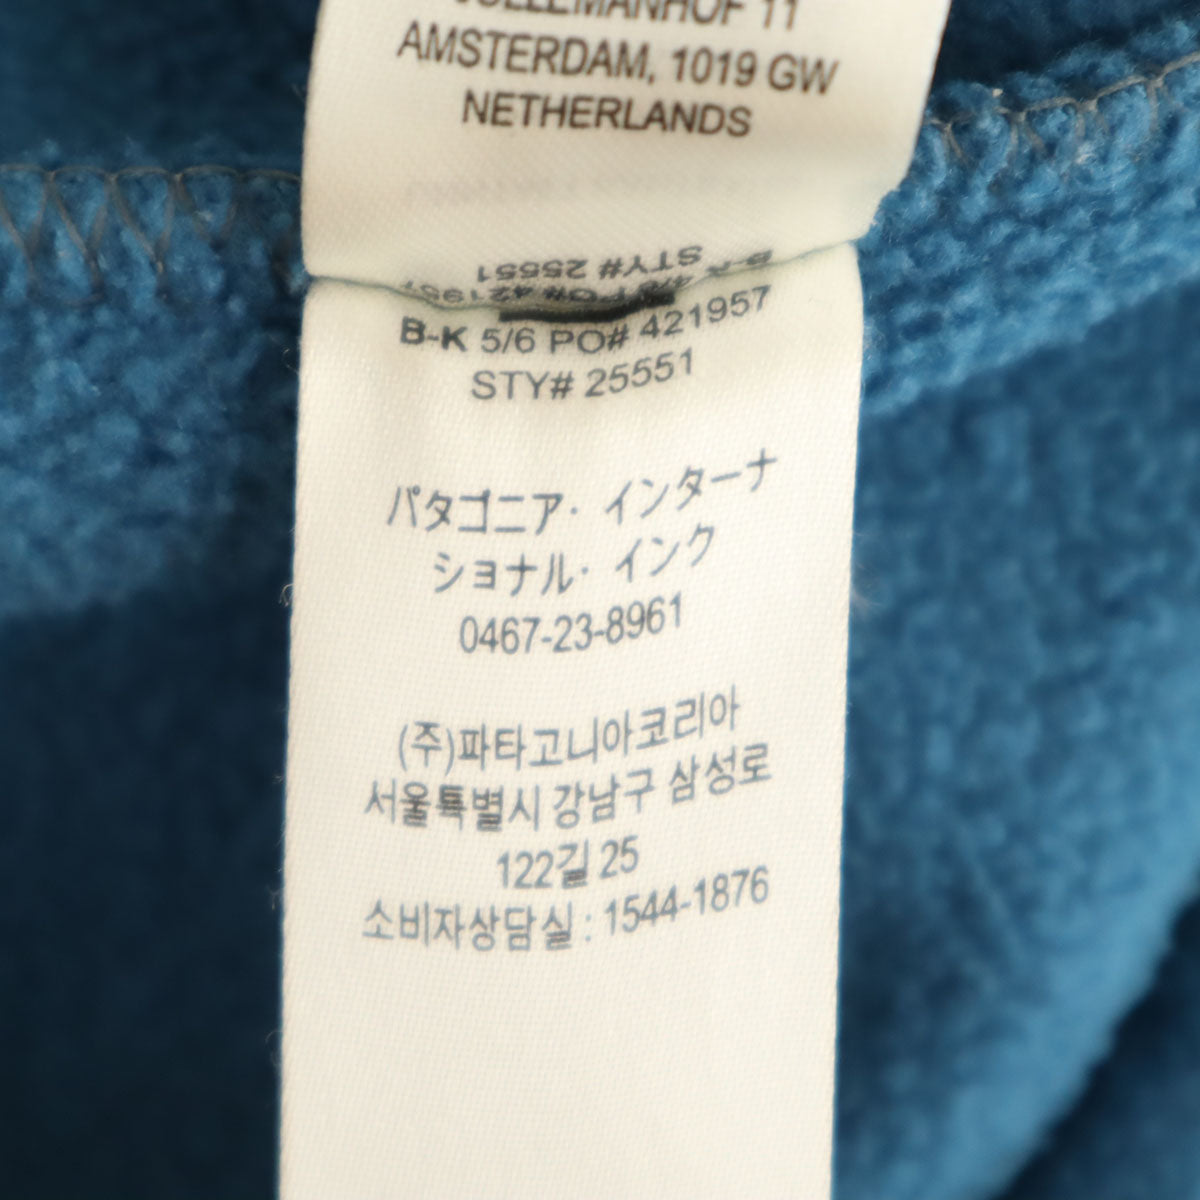 11
AMSTERDAM, 1019 GW
NETHERLANDS
STY# 25551
B-K 5/6 PO# 421957
STY# 25551
パタゴニア・インターナ
ショナル・インク
0467-23-8961
(주)파타고니아코리아
서울특별시 강남구 삼성로
122길 25
소비자상담실 : 1544-1876